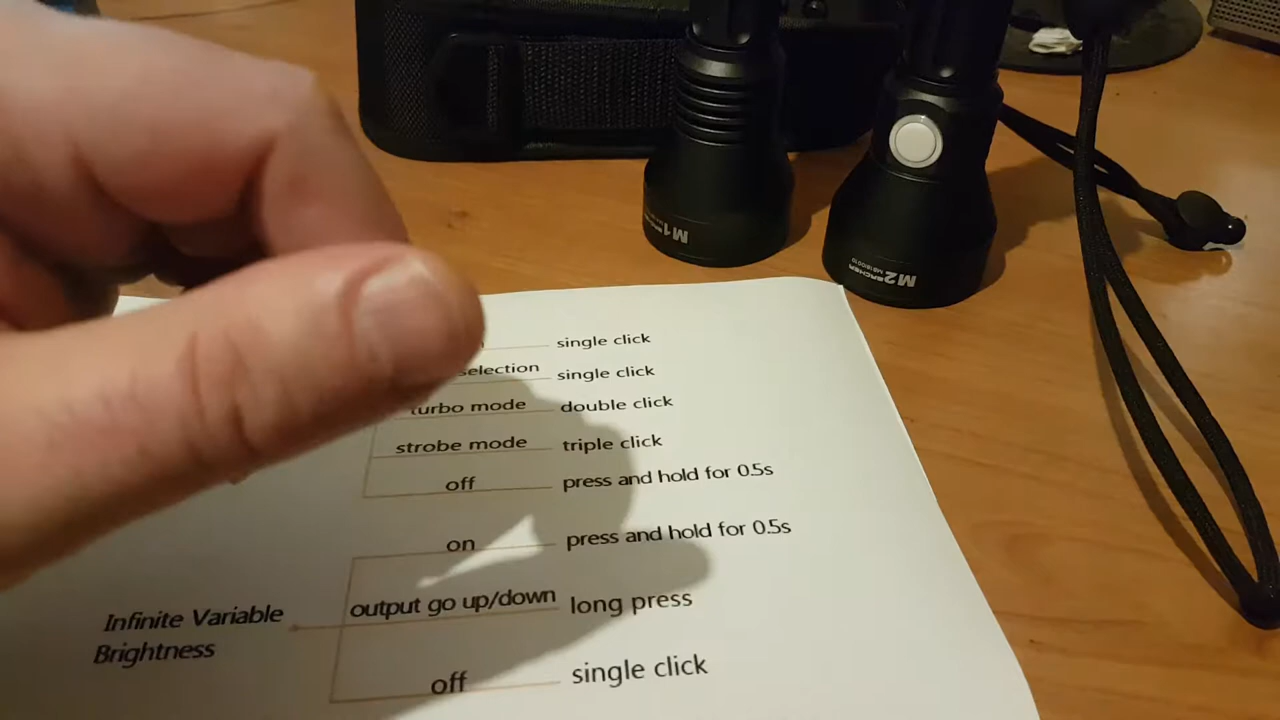 M1
M2
single click
selection single click
turbo mode double click
strobe mode triple click
off press and hold for 0.5s
on press and hold for 0.5s
output go up/down long press
Infinite Variable
Brightness
off single click